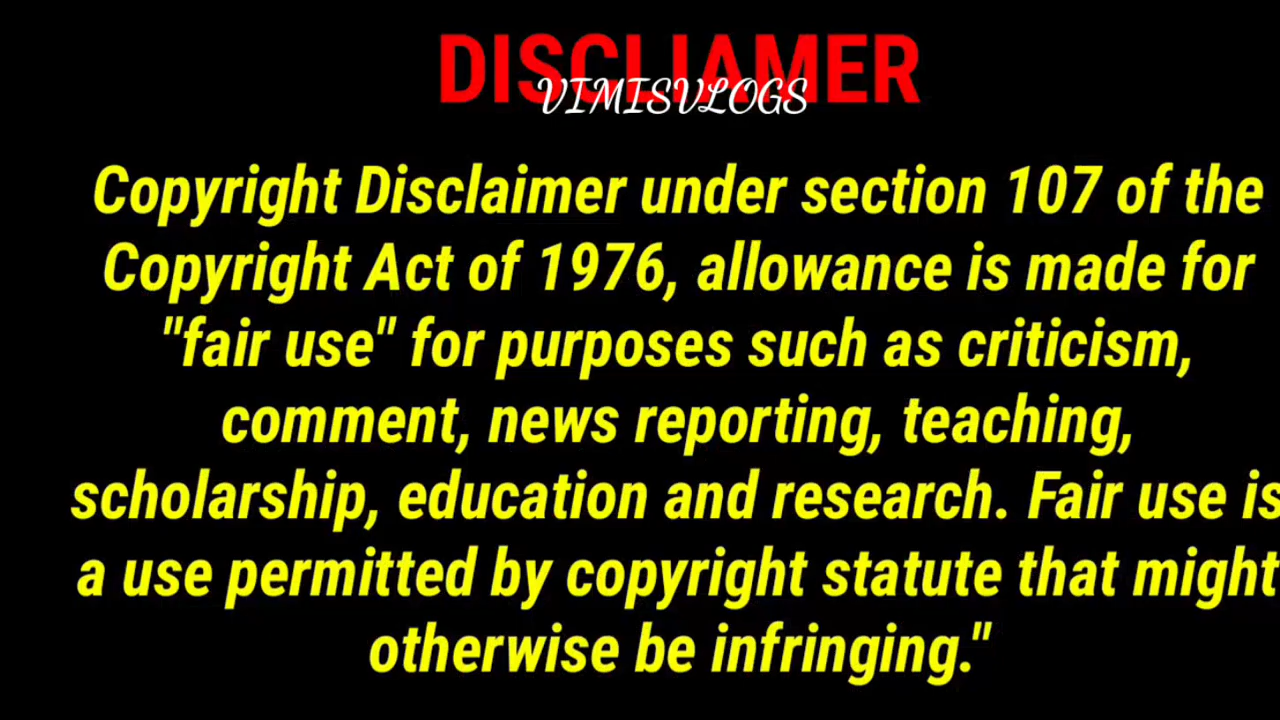 DISCLIAMER
VIMISVLOGS
Copyright Disclaimer under section 107 of the
Copyright Act of 1976, allowance is made for
"fair use" for purposes such as criticism,
comment, news reporting, teaching,
scholarship, education and research. Fair use is
a use permitted by copyright statute that might
otherwise be infringing."